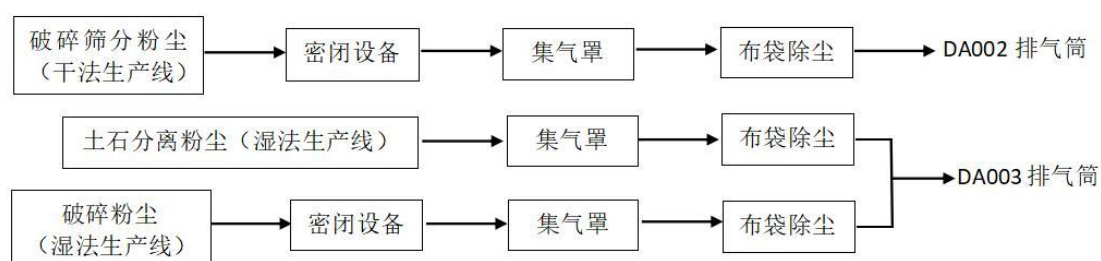 破碎筛分粉尘
（干法生产线）
密闭设备
集气罩
布袋除尘
DA002 排气筒
土石分离粉尘（湿法生产线）
集气罩
布袋除尘
DA003 排气筒
破碎粉尘
（湿法生产线）
密闭设备
集气罩
布袋除尘